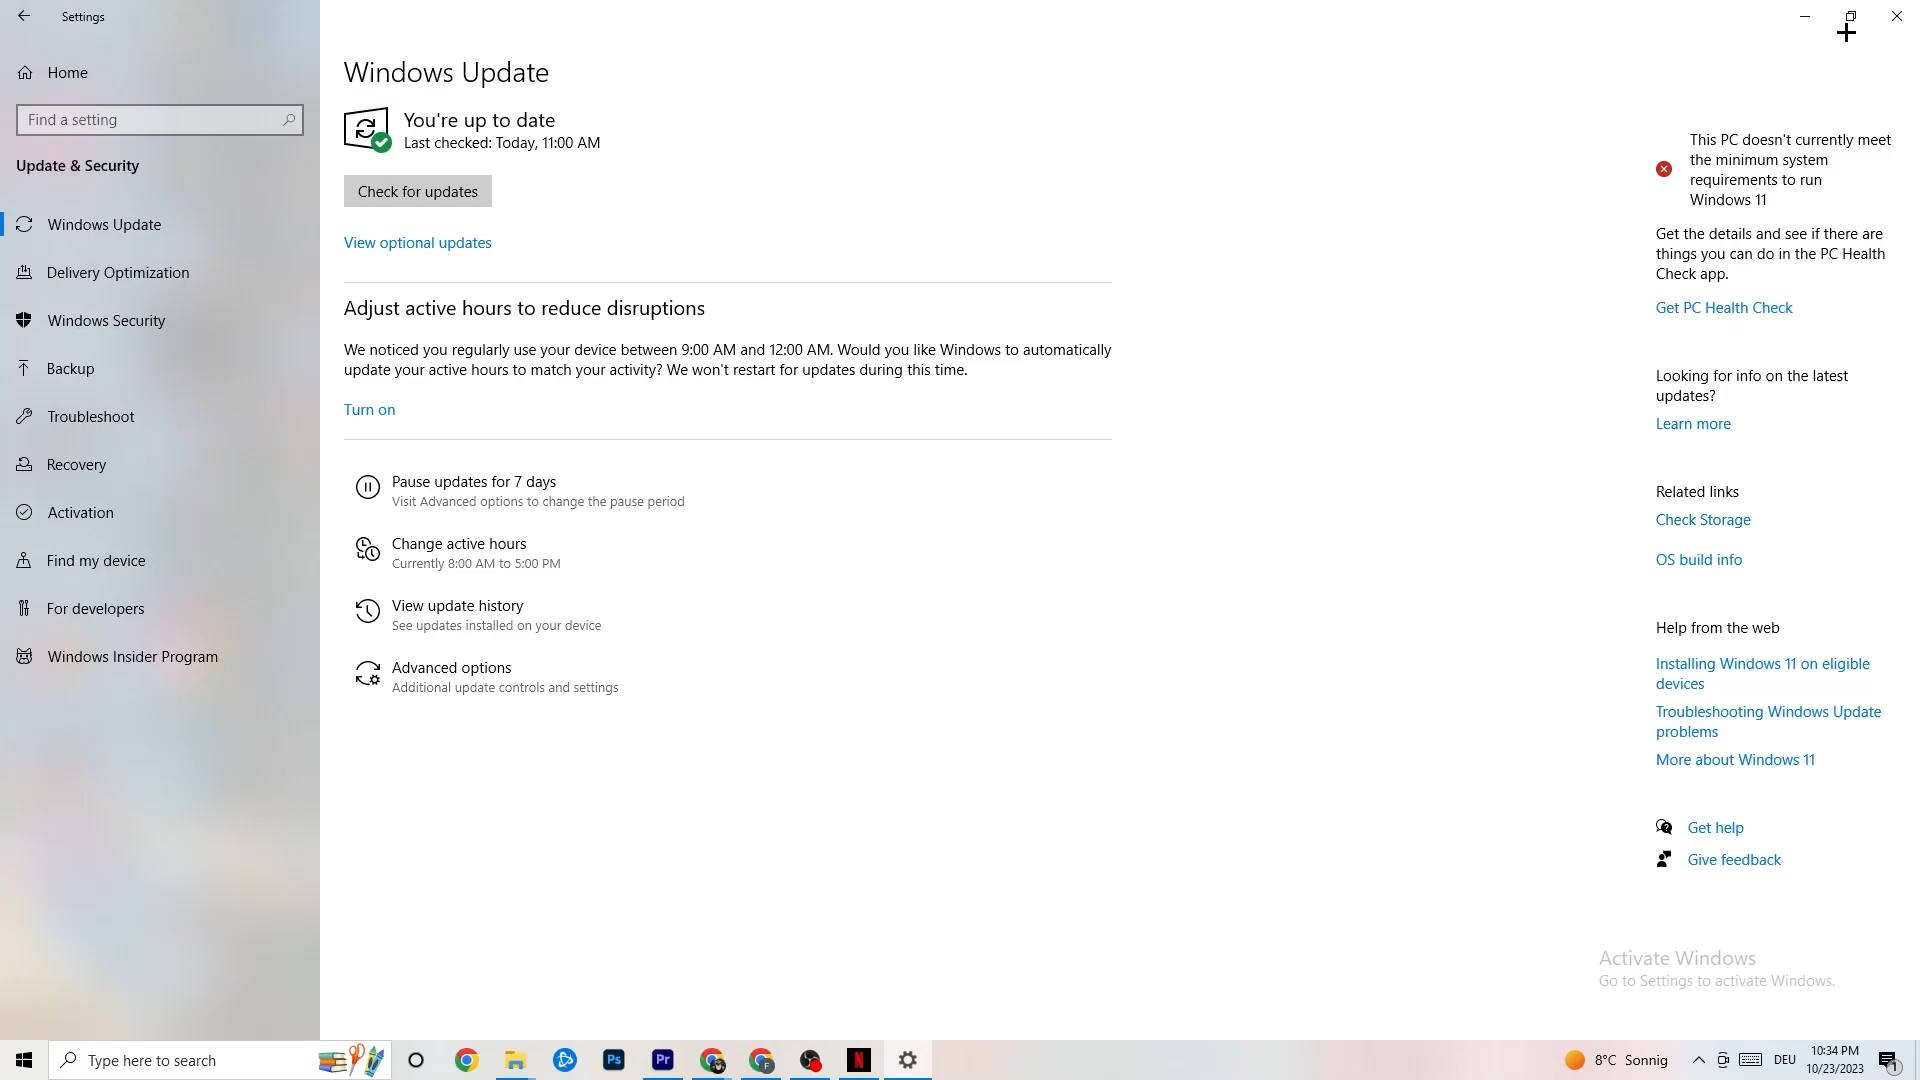 Settings
Home
Find a setting
Update & Security
Windows Update
Delivery Optimization
Windows Security
Backup
Troubleshoot
Recovery
Activation
Find my device
For developers
Windows Insider Program
Windows Update
You're up to date
Last checked: Today, 11:00 AM
Check for updates
View optional updates
Adjust active hours to reduce disruptions
We noticed you regularly use your device between 9:00 AM and 12:00 AM. Would you like Windows to automatically
update your active hours to match your activity? We won't restart for updates during this time.
Turn on
Pause updates for 7 days
Visit Advanced options to change the pause period
Change active hours
Currently 8:00 AM to 5:00 PM
View update history
See updates installed on your device
Advanced options
Additional update controls and settings
This PC doesn't currently meet
the minimum system
requirements to run
Windows 11
Get the details and see if there are
things you can do in the PC Health
Check app.
Get PC Health Check
Looking for info on the latest
updates?
Learn more
Related links
Check Storage
OS build info
Help from the web
Installing Windows 11 on eligible
devices
Troubleshooting Windows Update
problems
More about Windows 11
Get help
Give feedback
Activate Windows
Go to Settings to activate Windows.
Type here to search
Ps
Pr
F
N
8°C Sonnig
DEU
10:34 PM
10/23/2023
1